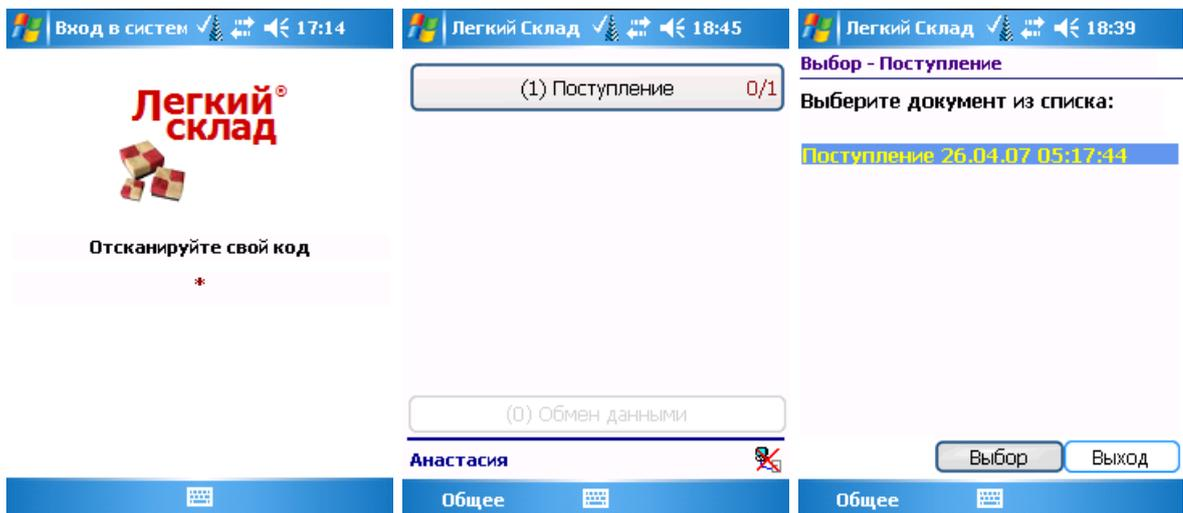 Вход в систем 17:14
Легкий®
склад
Отсканируйте свой код
*
Легкий Склад 18:45
(1) Поступление 0/1
(0) Обмен данными
Анастасия
Общее
Легкий Склад 18:39
Выбор - Поступление
Выберите документ из списка:
Поступление 26.04.07 05:17:44
Выбор Выход
Общее